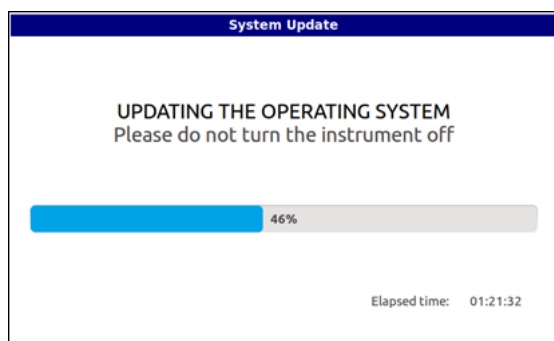 System Update
UPDATING THE OPERATING SYSTEM
Please do not turn the instrument off
46%
Elapsed time: 01:21:32